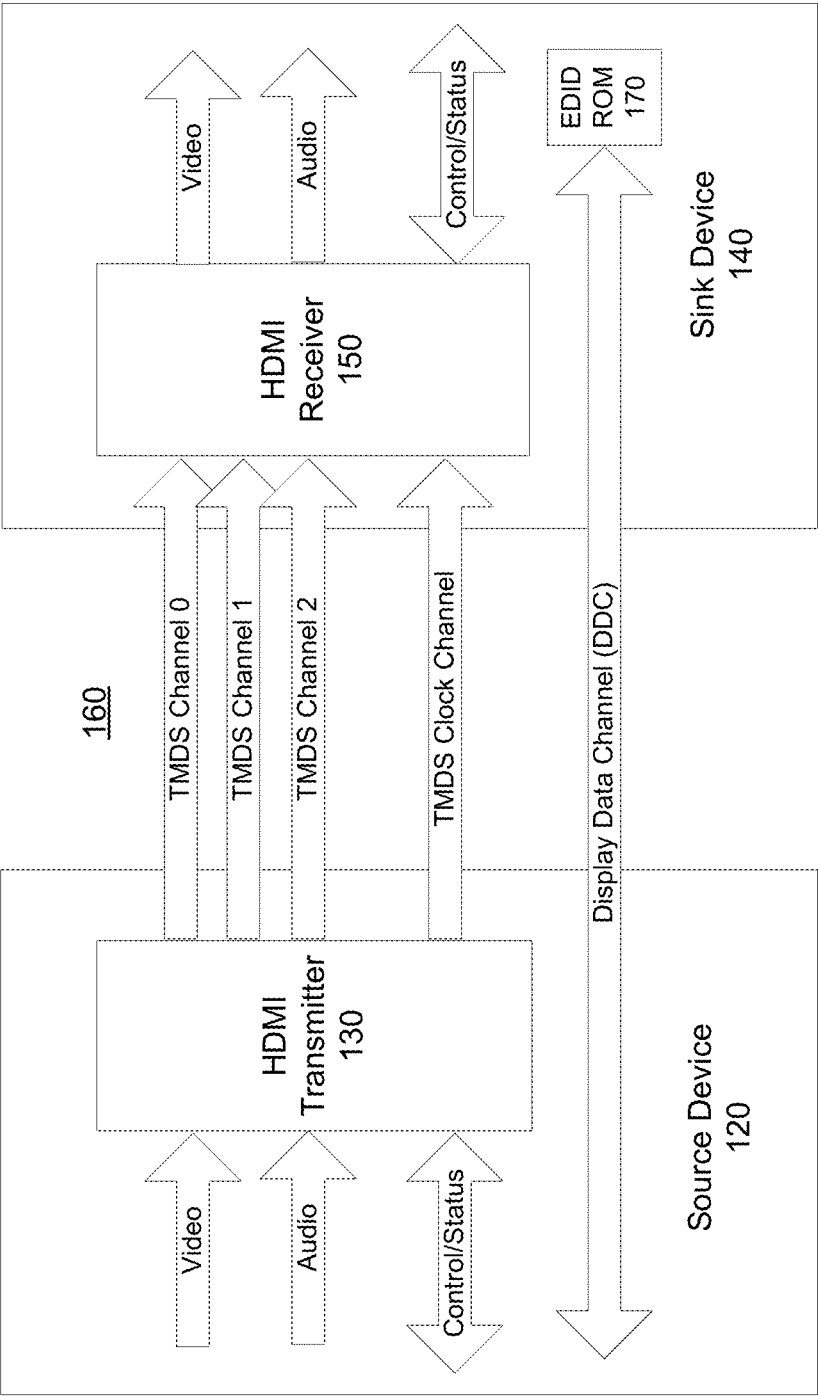 160
Video
Audio
Control/Status
HDMI
Transmitter
130
Source Device
120
TMDS Channel 0
TMDS Channel 1
TMDS Channel 2
TMDS Clock Channel
Display Data Channel (DDC)
HDMI
Receiver
150
Video
Audio
Control/Status
EDID
ROM
170
Sink Device
140